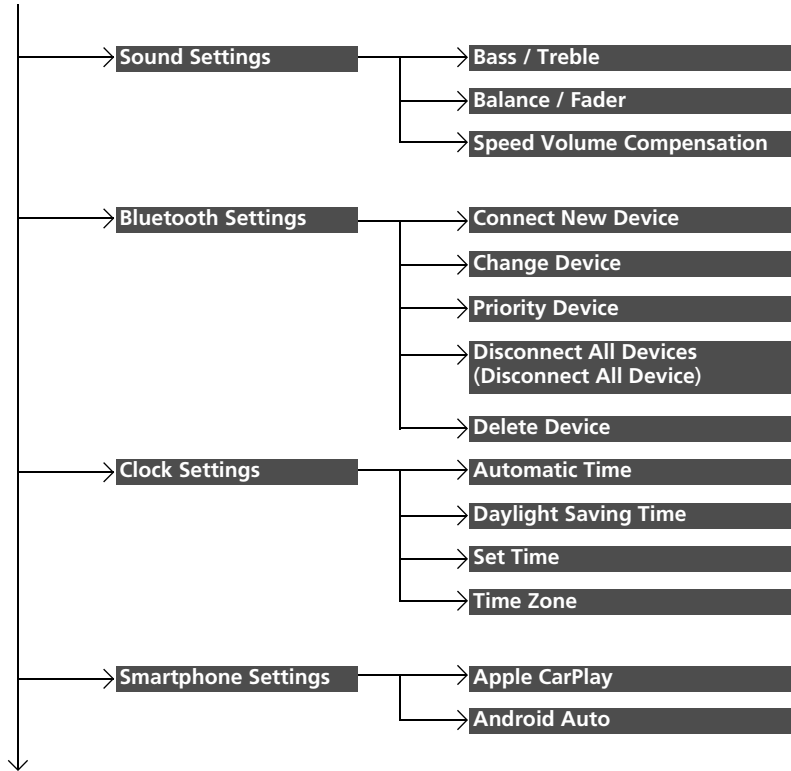 Sound Settings
Bass / Treble
Balance / Fader
Speed Volume Compensation
Bluetooth Settings
Connect New Device
Change Device
Priority Device
Disconnect All Devices
(Disconnect All Device)
Delete Device
Clock Settings
Automatic Time
Daylight Saving Time
Set Time
Time Zone
Smartphone Settings
Apple CarPlay
Android Auto